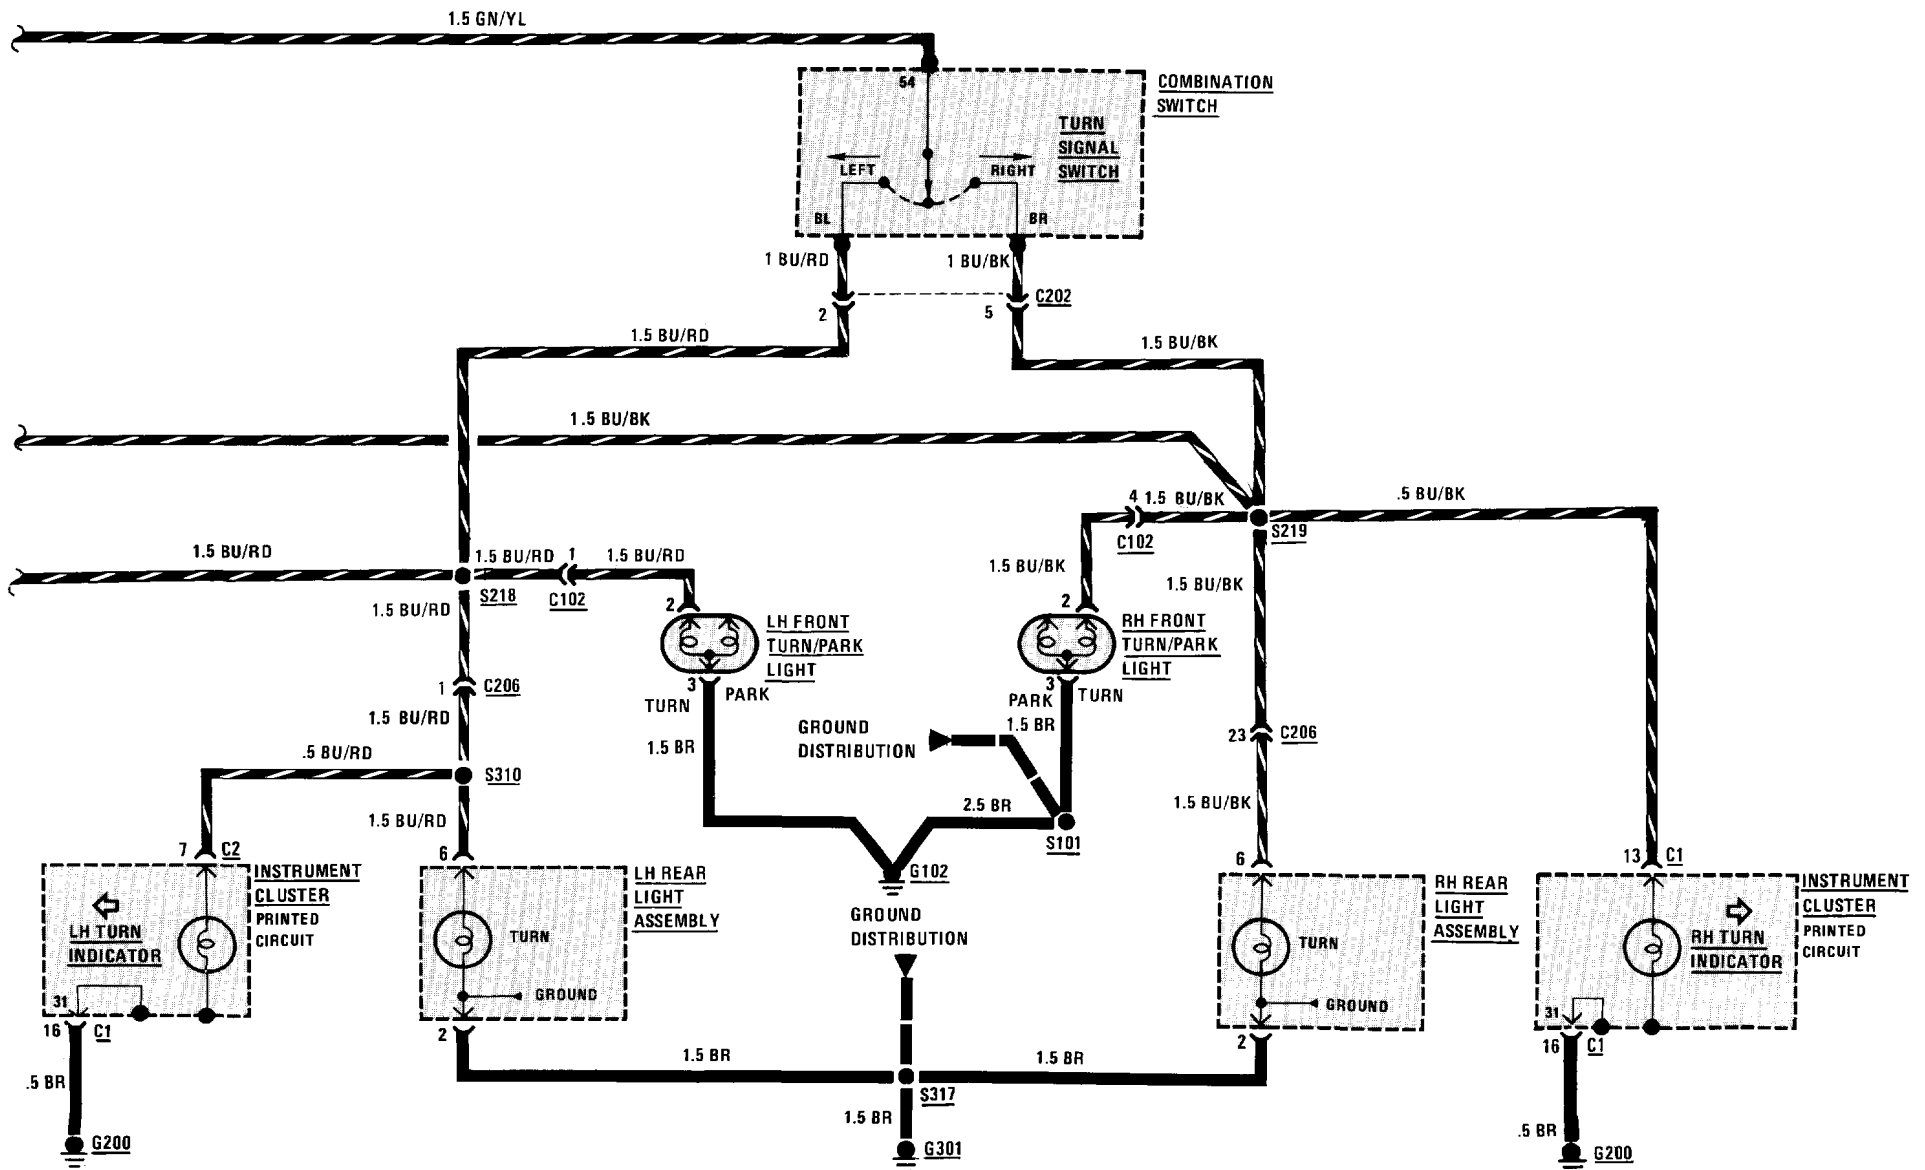 1.5 GN/YL
54
COMBINATION
SWITCH
TURN
SIGNAL
SWITCH
LEFT
RIGHT
BL
BR
1 BU/RD
1 BU/BK
C202
2
5
1.5 BU/RD
1.5 BU/BK
1.5 BU/BK
4
1.5 BU/BK
.5 BU/BK
C102
S219
1.5 BU/RD
1.5 BU/RD
1
1.5 BU/RD
S218
C102
1.5 BU/BK
1.5 BU/BK
1.5 BU/RD
2
LH FRONT
TURN/PARK
LIGHT
2
RH FRONT
TURN/PARK
LIGHT
1
C206
3
TURN
PARK
3
PARK
TURN
1.5 BU/RD
1.5 BR
GROUND
DISTRIBUTION
1.5 BR
23
C206
.5 BU/RD
S310
1.5 BU/RD
2.5 BR
S101
1.5 BU/BK
7
C2
6
6
13
C1
INSTRUMENT
CLUSTER
PRINTED
CIRCUIT
LH TURN
INDICATOR
31
16
C1
LH REAR
LIGHT
ASSEMBLY
TURN
GROUND
2
G102
GROUND
DISTRIBUTION
RH REAR
LIGHT
ASSEMBLY
TURN
GROUND
2
INSTRUMENT
CLUSTER
PRINTED
CIRCUIT
RH TURN
INDICATOR
31
16
C1
1.5 BR
1.5 BR
S317
.5 BR
1.5 BR
.5 BR
G200
G301
G200